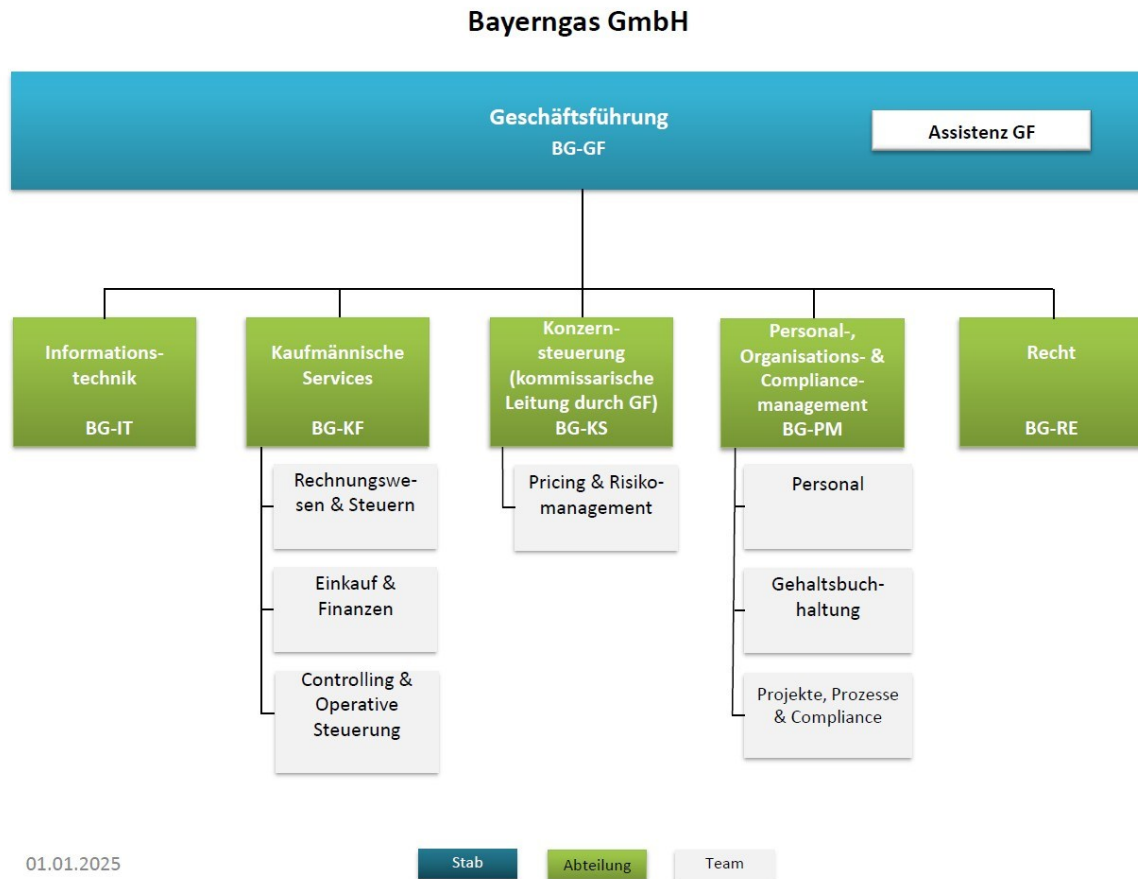 Bayerngas GmbH
Geschäftsführung
BG-GF
Assistenz GF
Informations-
technik
BG-IT
Kaufmännische
Services
BG-KF
Konzern-
steuerung
(kommissarische
Leitung durch GF)
BG-KS
Personal-,
Organisations- &
Compliance-
management
BG-PM
Recht
BG-RE
Rechnungswe-
sen & Steuern
Einkauf &
Finanzen
Controlling &
Operative
Steuerung
Pricing & Risiko-
management
Personal
Gehaltsbuch-
haltung
Projekte, Prozesse
& Compliance
01.01.2025
Stab
Abteilung
Team